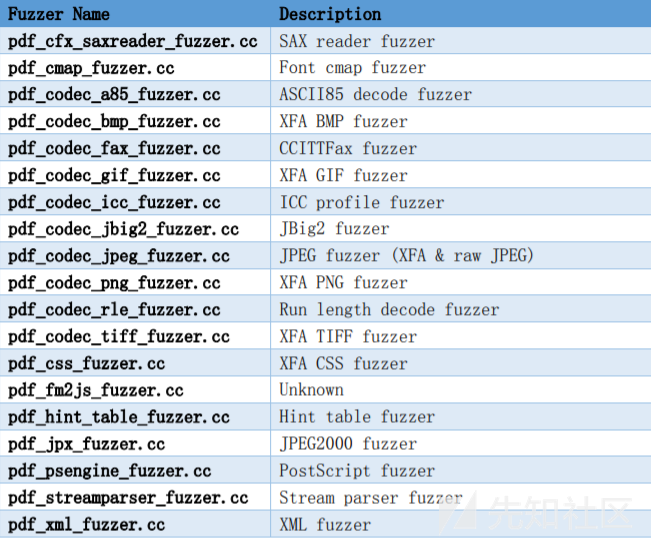 Fuzzer Name Description
pdf_cfx_saxreader_fuzzer.cc SAX reader fuzzer
pdf_cmap_fuzzer.cc Font cmap fuzzer
pdf_codec_a85_fuzzer.cc ASCII85 decode fuzzer
pdf_codec_bmp_fuzzer.cc XFA BMP fuzzer
pdf_codec_fax_fuzzer.cc CCITTFax fuzzer
pdf_codec_gif_fuzzer.cc XFA GIF fuzzer
pdf_codec_icc_fuzzer.cc ICC profile fuzzer
pdf_codec_jbig2_fuzzer.cc JBig2 fuzzer
pdf_codec_jpeg_fuzzer.cc JPEG fuzzer (XFA & raw JPEG)
pdf_codec_png_fuzzer.cc XFA PNG fuzzer
pdf_codec_rle_fuzzer.cc Run length decode fuzzer
pdf_codec_tiff_fuzzer.cc XFA TIFF fuzzer
pdf_css_fuzzer.cc XFA CSS fuzzer
pdf_fm2js_fuzzer.cc Unknown
pdf_hint_table_fuzzer.cc Hint table fuzzer
pdf_jpx_fuzzer.cc JPEG2000 fuzzer
pdf_psengine_fuzzer.cc PostScript fuzzer
pdf_streamparser_fuzzer.cc Stream parser fuzzer
pdf_xml_fuzzer.cc XML fuzzer
先知社区